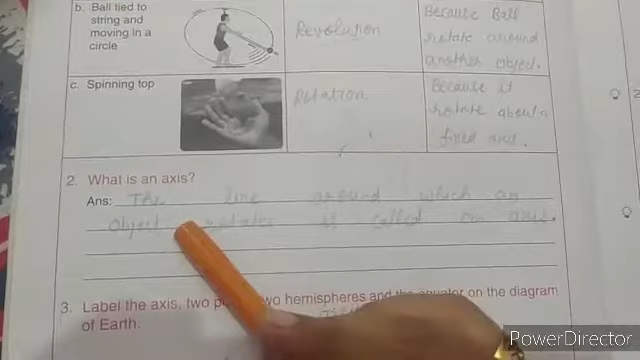 b. Ball tied to string and moving in a circle
Revolution
Because Ball rotate around another object.
c. Spinning top
Rotation
Because it rotate about a fixed axis.
2. What is an axis?
Ans: The line around which an
object rotates is called an axis.
3. Label the axis, two two hemispheres and the equator on the diagram
of Earth.
PowerDirector
2